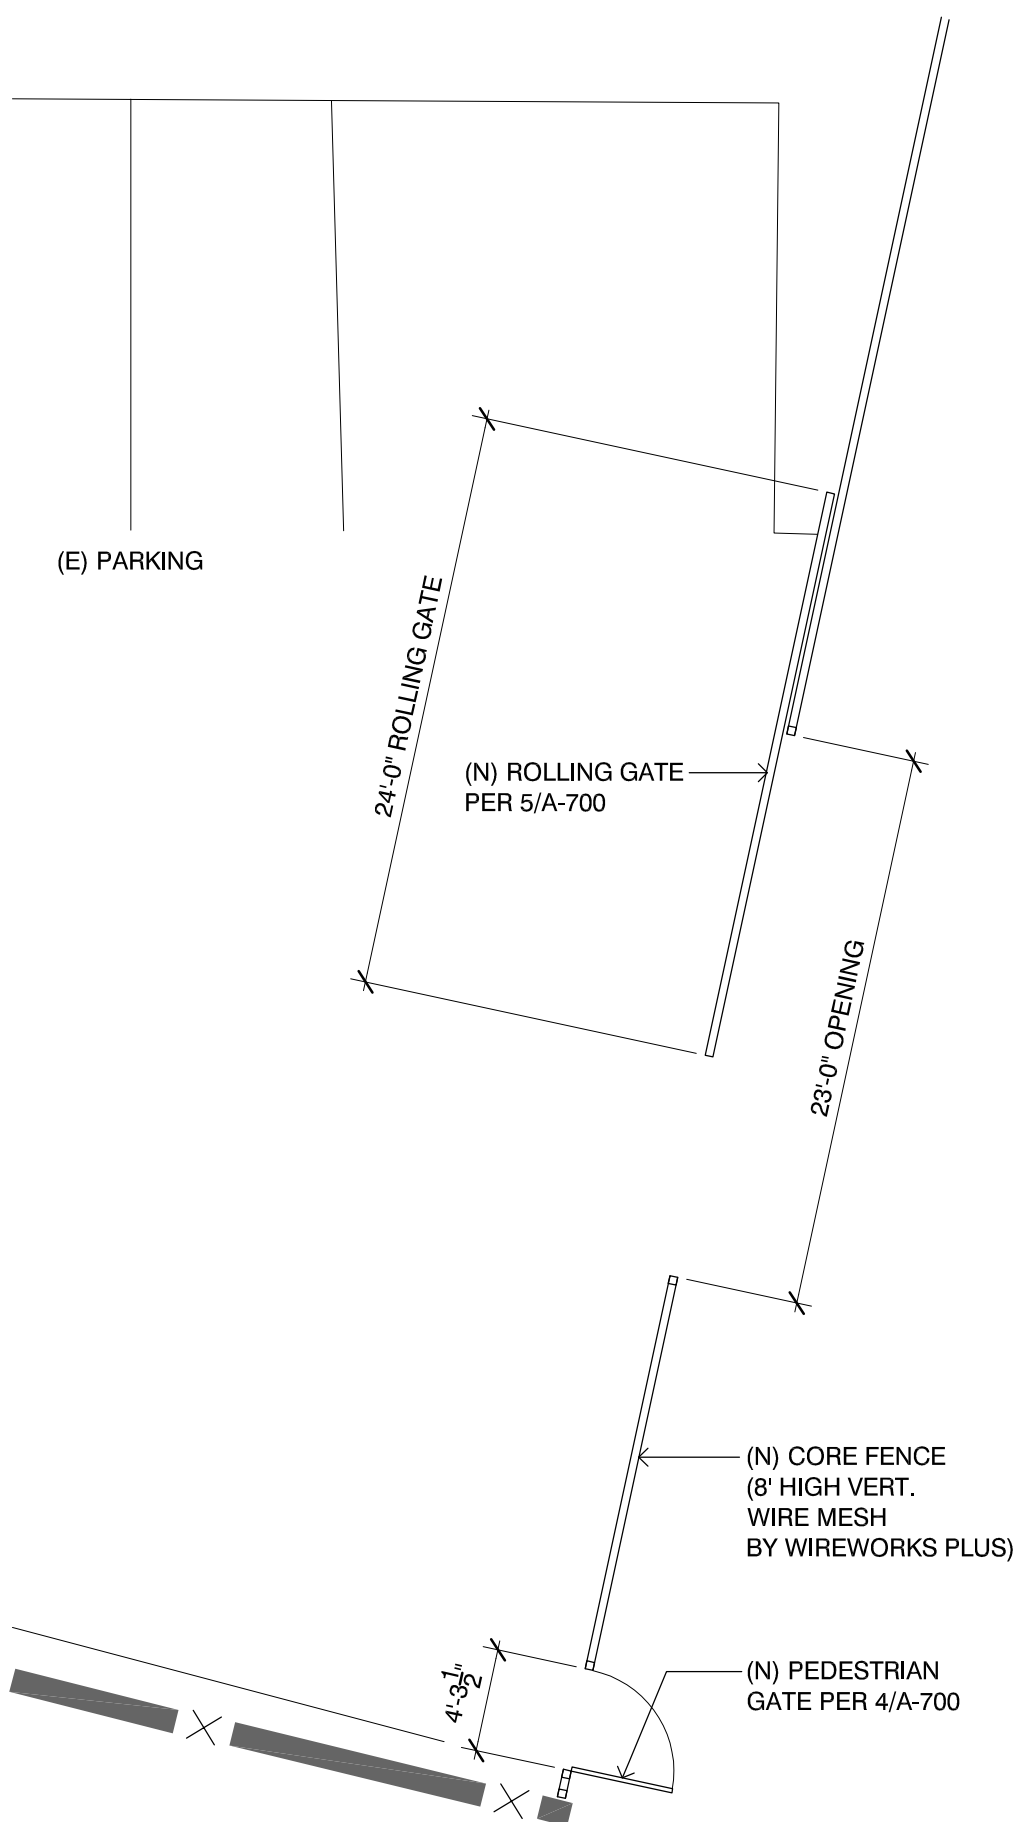 (E) PARKING
24'-0" ROLLING GATE
(N) ROLLING GATE
PER 5/A-700
23'-0" OPENING
(N) CORE FENCE
(8' HIGH VERT.
WIRE MESH
BY WIREWORKS PLUS)
4'-3 1/2"
(N) PEDESTRIAN
GATE PER 4/A-700